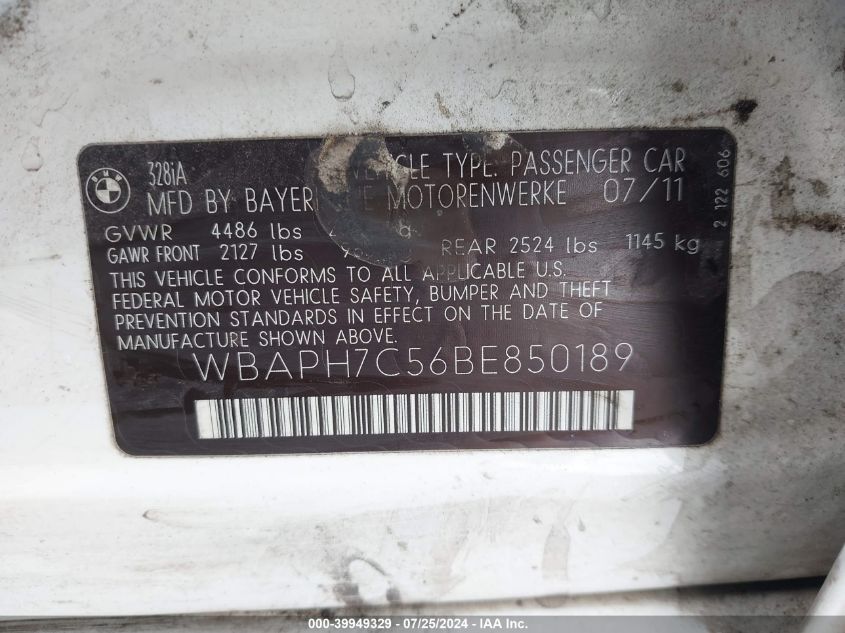 BMW
328iA VEHICLE TYPE: PASSENGER CAR
MFD BY BAYER MOTORENWERKE 07/11
GVWR 4486 lbs
GAWR FRONT 2127 lbs REAR 2524 lbs 1145 kg
THIS VEHICLE CONFORMS TO ALL APPLICABLE U.S.
FEDERAL MOTOR VEHICLE SAFETY, BUMPER AND THEFT
PREVENTION STANDARDS IN EFFECT ON THE DATE OF
MANUFACTURE SHOWN ABOVE.
WBAPH7C56BE850189
2 122 606
000-39949329 - 07/25/2024 - IAA Inc.